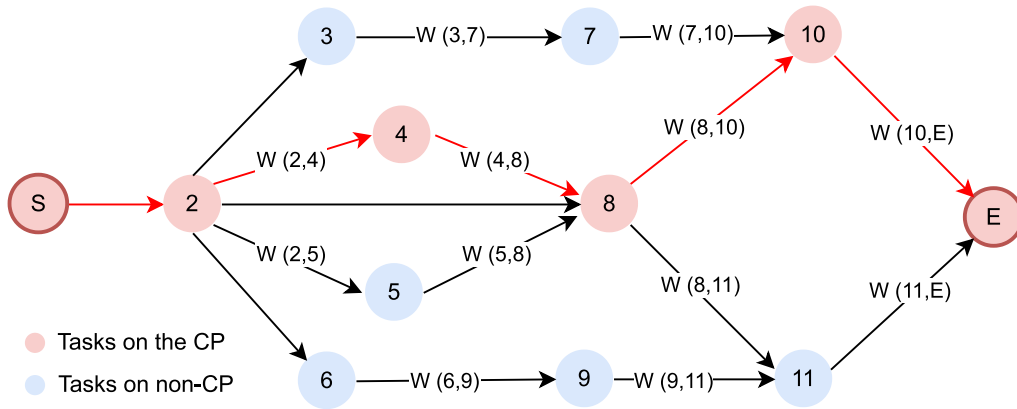 3
W (3,7)
7
W (7,10)
10
W (2,4)
4
W (4,8)
W (8,10)
W (10,E)
S
2
8
E
W (2,5)
5
W (5,8)
W (8,11)
W (11,E)
Tasks on the CP
Tasks on non-CP
6
W (6,9)
9
W (9,11)
11